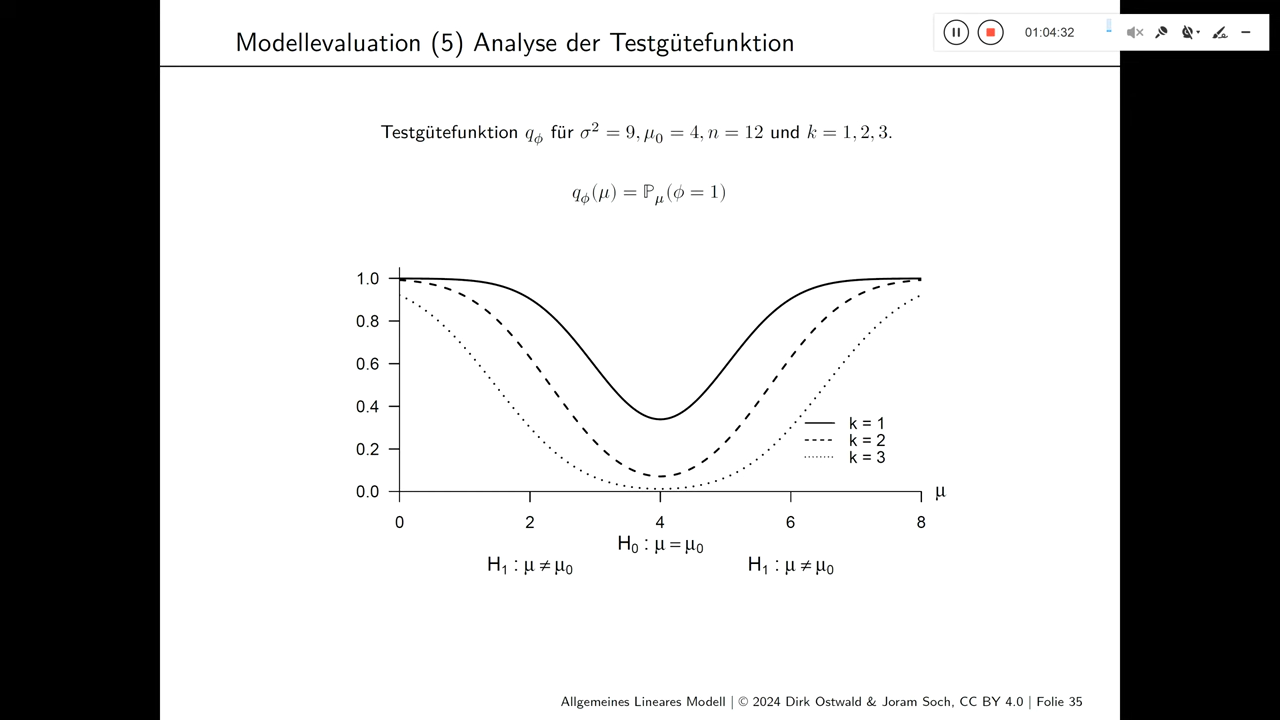 Modellevaluation (5) Analyse der Testgütefunktion
01:04:32
Testgütefunktion qϕ für σ² = 9, μ₀ = 4, n = 12 und k = 1, 2, 3.
qϕ(μ) = ℙμ(ϕ = 1)
1.0
0.8
0.6
0.4
0.2
0.0
k = 1
k = 2
k = 3
μ
0 2 4 6 8
H₀ : μ = μ₀
H₁ : μ ≠ μ₀ H₁ : μ ≠ μ₀
Allgemeines Lineares Modell | © 2024 Dirk Ostwald & Joram Soch, CC BY 4.0 | Folie 35